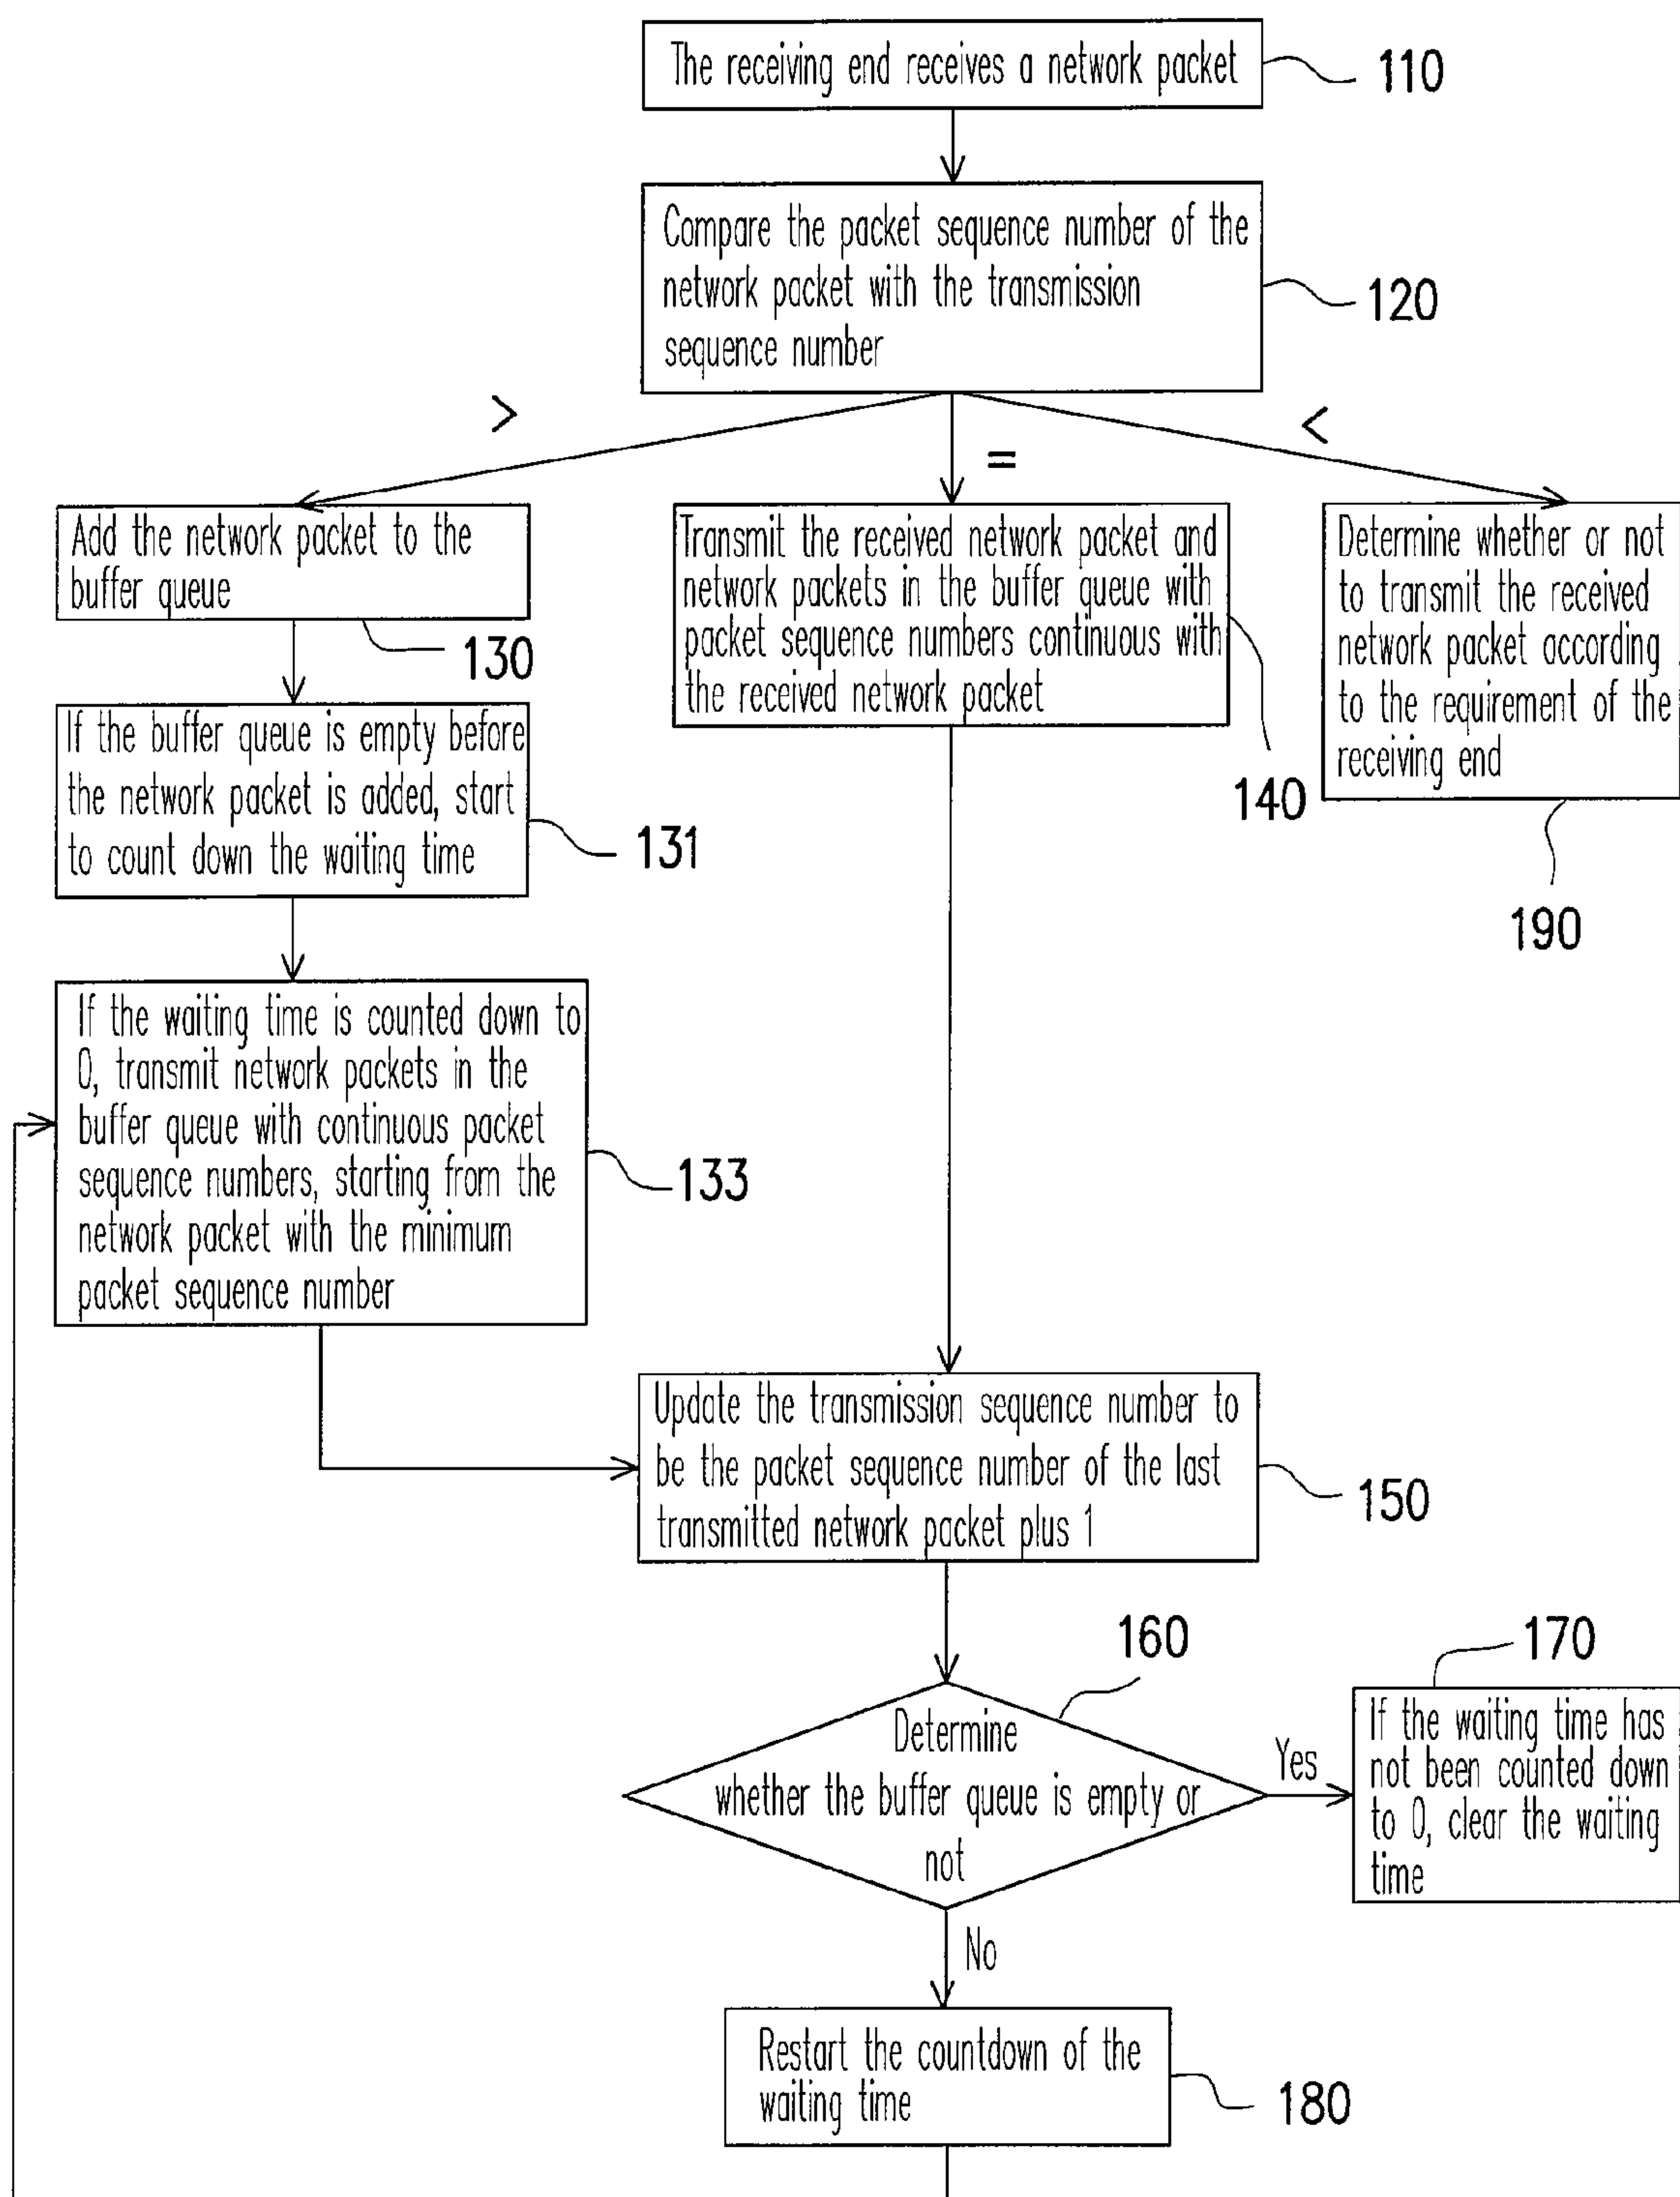 The receiving end receives a network packet
110
Compare the packet sequence number of the
network packet with the transmission
sequence number
120
>
=
<
Add the network packet to the
buffer queue
130
Transmit the received network packet and
network packets in the buffer queue with
packet sequence numbers continuous with
the received network packet
140
Determine whether or not
to transmit the received
network packet according
to the requirement of the
receiving end
190
If the buffer queue is empty before
the network packet is added, start
to count down the waiting time
131
If the waiting time is counted down to
0, transmit network packets in the
buffer queue with continuous packet
sequence numbers, starting from the
network packet with the minimum
packet sequence number
133
Update the transmission sequence number to
be the packet sequence number of the last
transmitted network packet plus 1
150
160
Determine
whether the buffer queue is empty or
not
Yes
170
If the waiting time has
not been counted down
to 0, clear the waiting
time
No
Restart the countdown of the
waiting time
180